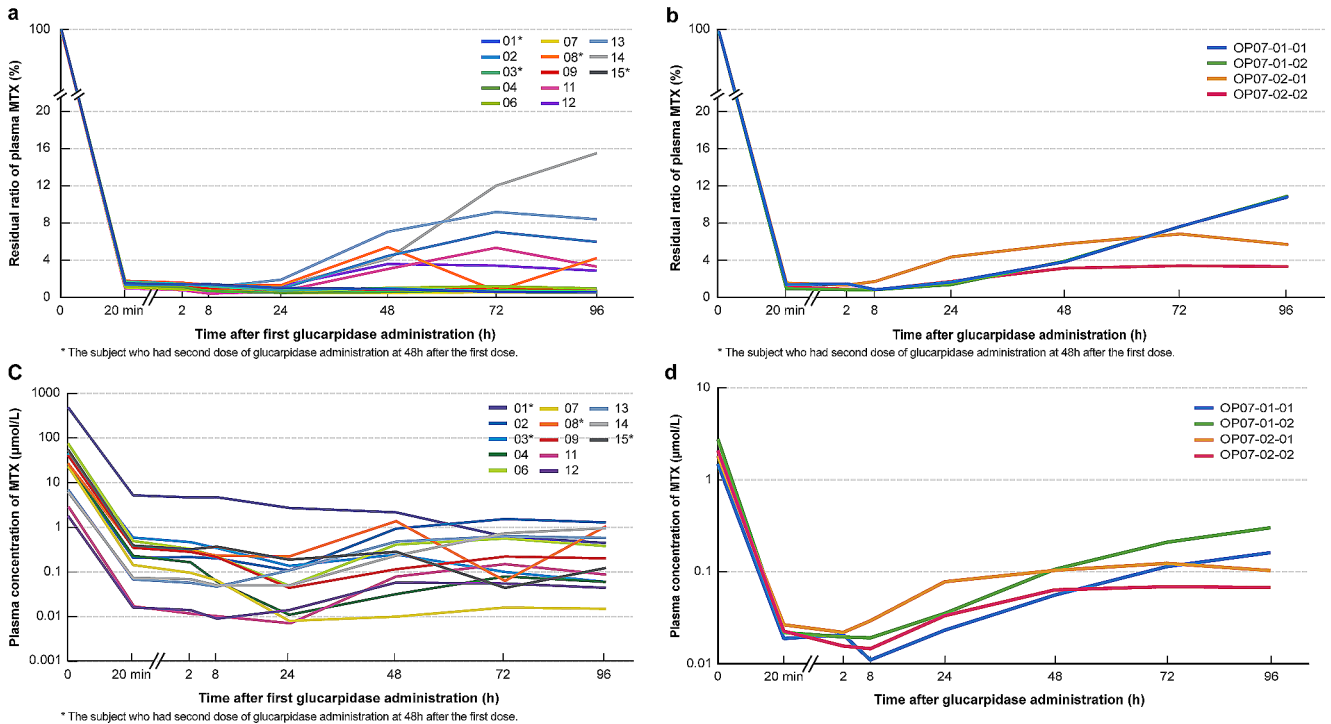 a
Residual ratio of plasma MTX (%)
100
20
16
12
8
4
0
01*
02
03*
04
06
07
08*
09
11
12
13
14
15*
0
20 min
2
8
24
48
72
96
Time after first glucarpidase administration (h)
* The subject who had second dose of glucarpidase administration at 48h after the first dose.
b
Residual ratio of plasma MTX (%)
100
20
16
12
8
4
0
OP07-01-01
OP07-01-02
OP07-02-01
OP07-02-02
0
20 min
2
8
24
48
72
96
Time after first glucarpidase administration (h)
* The subject who had second dose of glucarpidase administration at 48h after the first dose.
C
Plasma concentration of MTX (µmol/L)
1000
100
10
1
0.1
0.01
0.001
01*
02
03*
04
06
07
08*
09
11
12
13
14
15*
0
20 min
2
8
24
48
72
96
Time after first glucarpidase administration (h)
* The subject who had second dose of glucarpidase administration at 48h after the first dose.
d
Plasma concentration of MTX (µmol/L)
10
1
0.1
0.01
OP07-01-01
OP07-01-02
OP07-02-01
OP07-02-02
0
20 min
2
8
24
48
72
96
Time after glucarpidase administration (h)